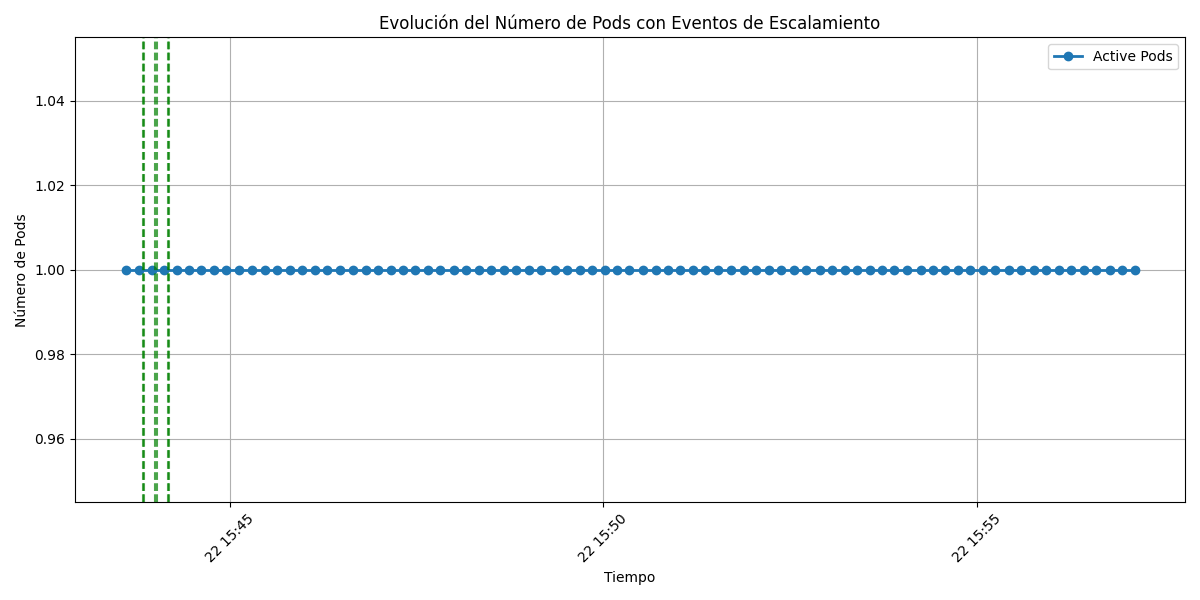 Evolución del Número de Pods con Eventos de Escalamiento
Active Pods
1.04
1.02
1.00
0.98
0.96
Número de Pods
22 15:45
22 15:50
22 15:55
Tiempo